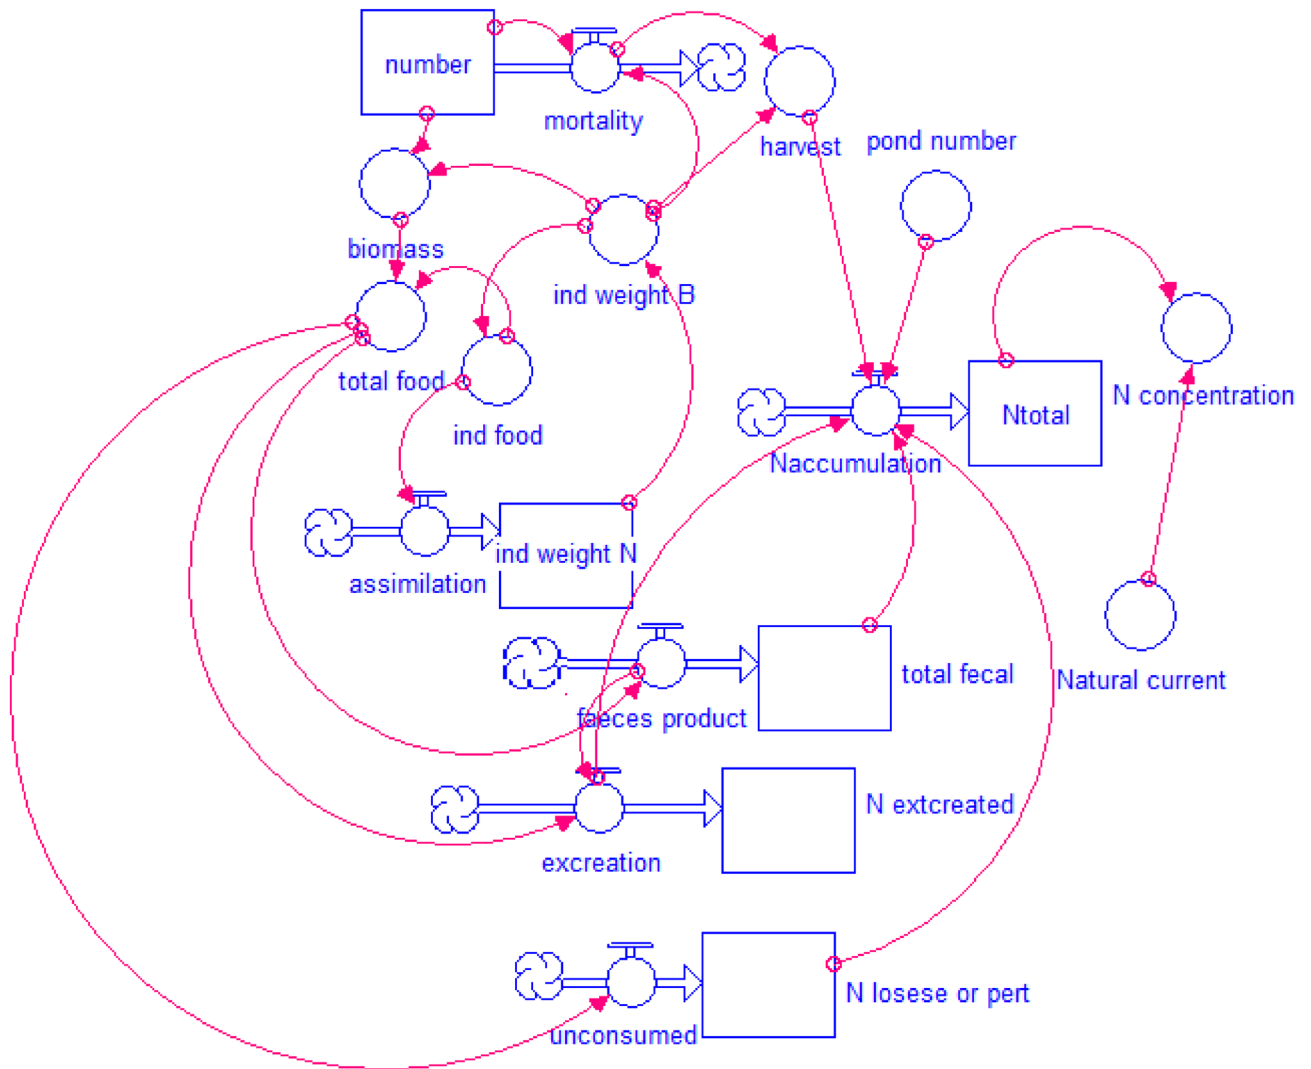 number
mortality
harvest
pond number
biomass
ind weight B
total food
ind food
N concentration
Ntotal
Naccumulation
ind weight N
assimilation
total fecal
Natural current
faeces product
N extcreated
excreation
N losese or pert
unconsumed